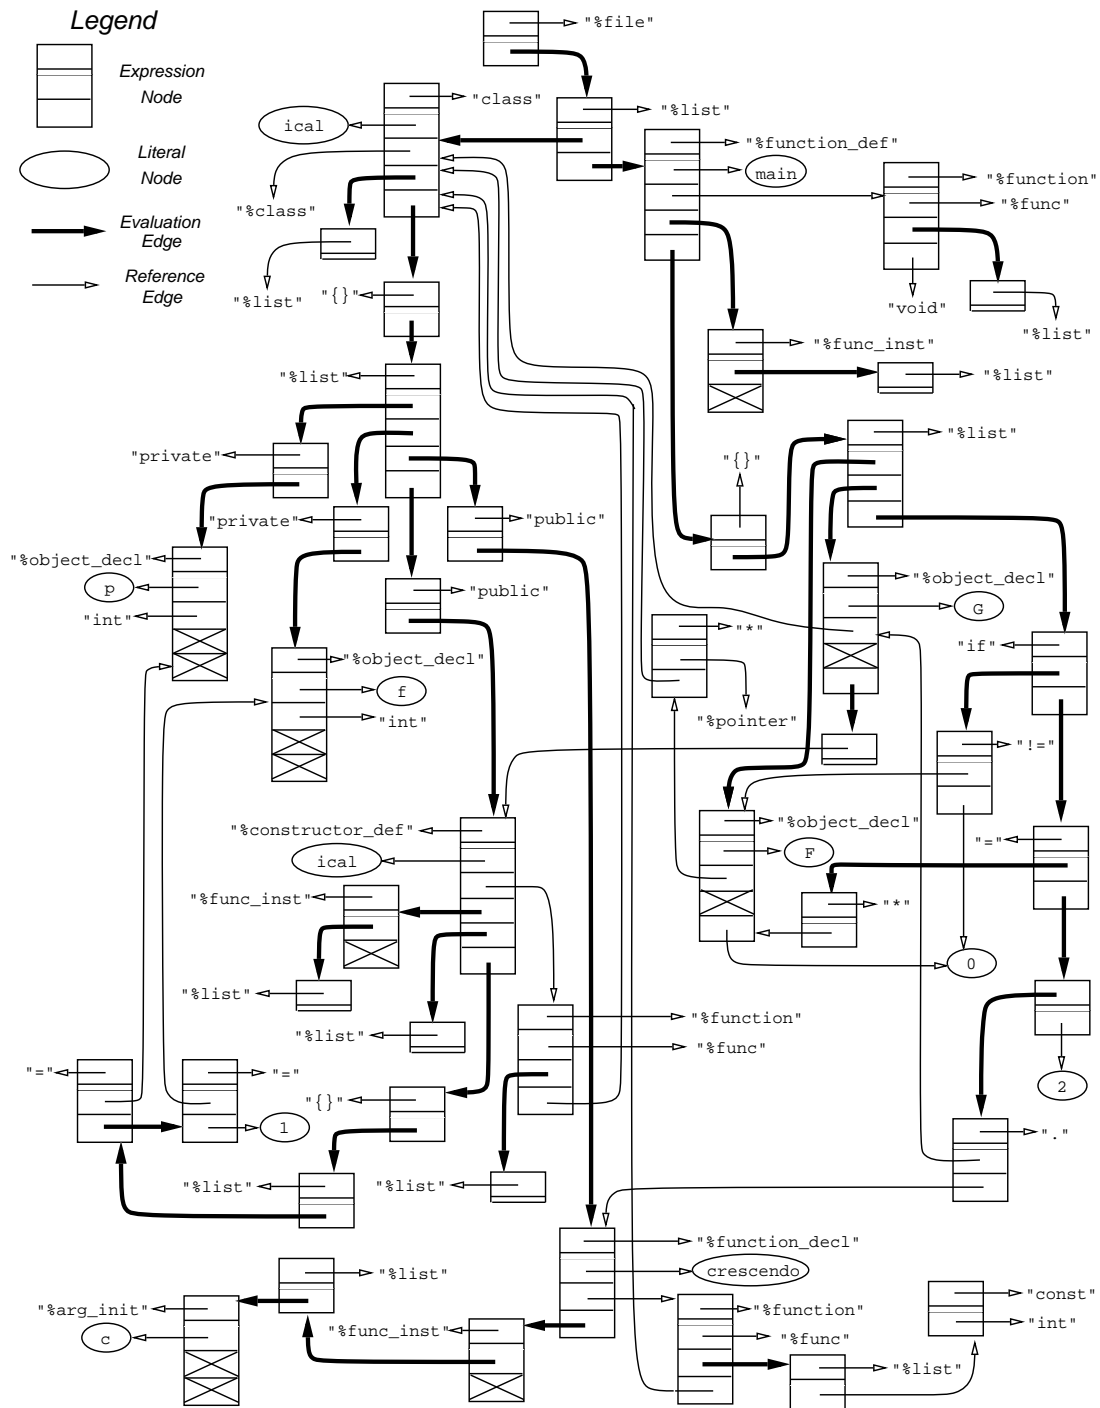 Legend
Expression
Node
Literal
Node
Evaluation
Edge
Reference
Edge
"%file"
"class"
"%list"
ical
"%function_def"
main
"%function"
"%class"
"%func"
"%list"
"{}"
"void"
"%list"
"%func_inst"
"%list"
"%list"
"%list"
"private"
"{}"
"private"
"public"
"%object_decl"
"%object_decl"
p
"public"
G
"int"
"*"
"if"
"%object_decl"
f
"int"
"%pointer"
"!="
"%constructor_def"
"%object_decl"
"="
ical
F
"%func_inst"
"*"
0
"%list"
"%function"
"%list"
"%func"
"="
"="
2
"{}"
1
"."
"%list"
"%list"
"%function_decl"
"%list"
crescendo
"const"
"%arg_init"
"%function"
"int"
c
"%func_inst"
"%func"
"%list"